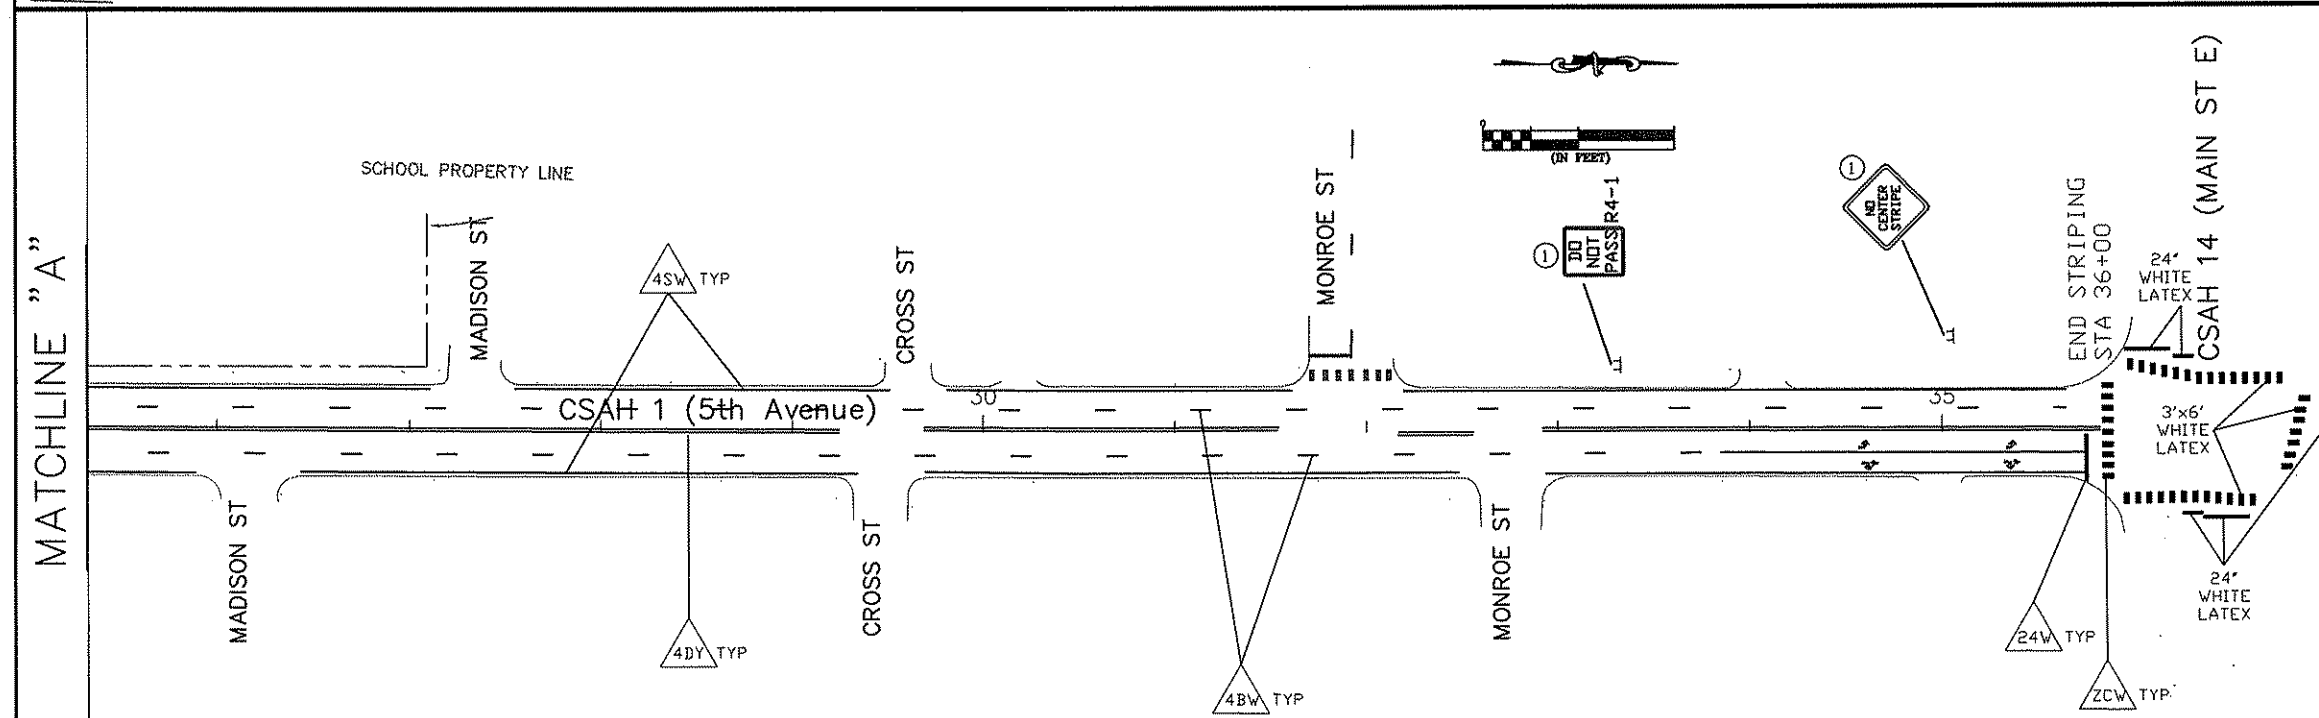 MATCHLINE "A"
SCHOOL PROPERTY LINE
MADISON ST
4SW TYP
CROSS ST
MONROE ST
0
(IN FEET)
1
DO
NOT
PASS
R4-1
1
NO
CENTER
STRIPE
END STRIPING
STA 36+00
24"
WHITE
LATEX
CSAH 14 (MAIN ST E)
CSAH 1 (5th Avenue)
30
35
3'x6'
WHITE
LATEX
MADISON ST
4DY TYP
CROSS ST
4BW TYP
MONROE ST
24W TYP
ZCW TYP
24"
WHITE
LATEX